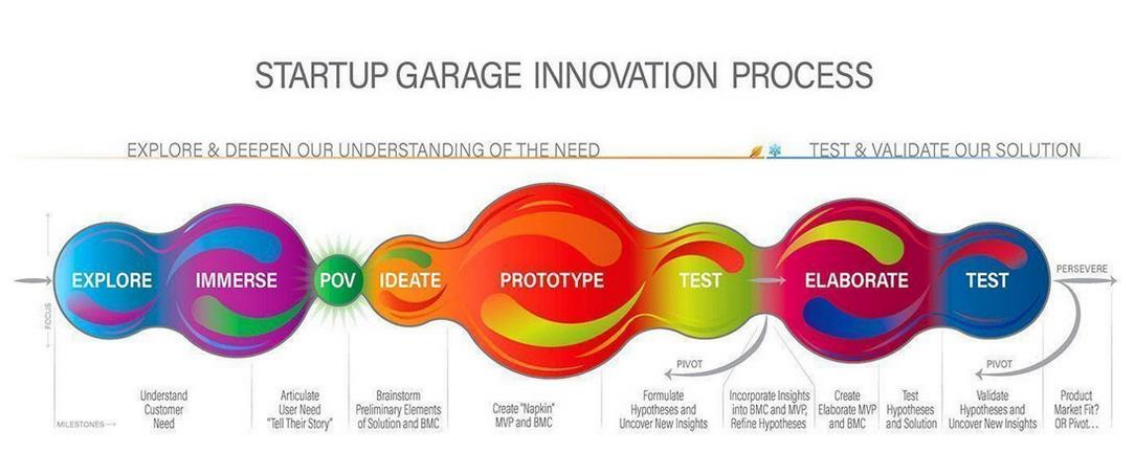 STARTUP GARAGE INNOVATION PROCESS
EXPLORE & DEEPEN OUR UNDERSTANDING OF THE NEED
TEST & VALIDATE OUR SOLUTION
EXPLORE
IMMERSE
POV
IDEATE
PROTOTYPE
TEST
ELABORATE
TEST
PERSEVERE
FOCUS
PIVOT
PIVOT
MILESTONES
Understand
Customer
Need
Articulate
User Need
"Tell Their Story"
Brainstorm
Preliminary Elements
of Solution and BMC
Create "Napkin"
MVP and BMC
Formulate
Hypotheses and
Uncover New Insights
Incorporate Insights
into BMC and MVP,
Refine Hypotheses
Create
Elaborate MVP
and BMC
Test
Hypotheses
and Solution
Validate
Hypotheses and
Uncover New Insights
Product
Market Fit?
OR Pivot...